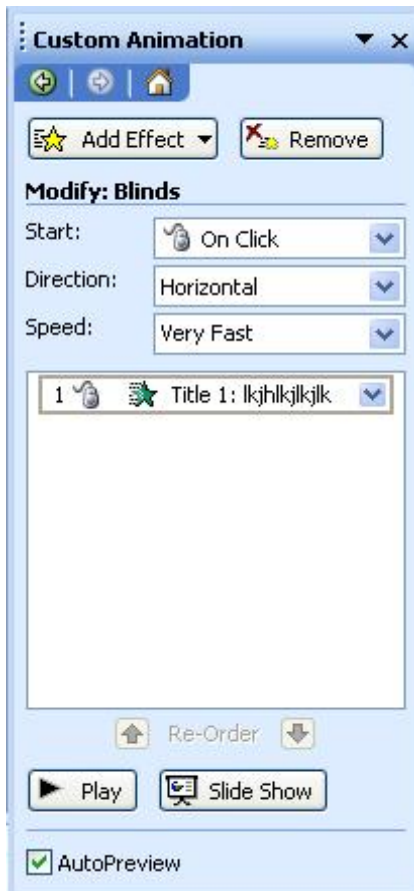 Custom Animation
Add Effect Remove
Modify: Blinds
Start: On Click
Direction: Horizontal
Speed: Very Fast
1 Title 1: lkjhlkjlkjlk
Re-Order
Play Slide Show
AutoPreview